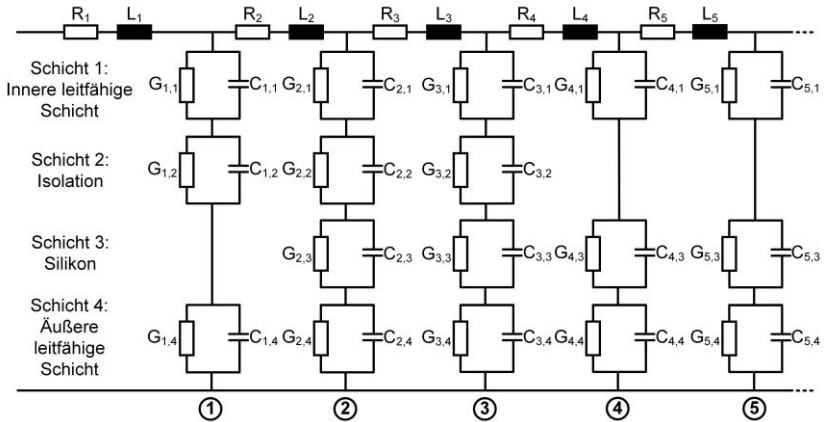 R1 L1 R2 L2 R3 L3 R4 L4 R5 L5
Schicht 1:
Innere leitfähige
Schicht
G1,1 C1,1 G2,1 C2,1 G3,1 C3,1 G4,1 C4,1 G5,1 C5,1
Schicht 2:
Isolation
G1,2 C1,2 G2,2 C2,2 G3,2 C3,2
Schicht 3:
Silikon
G2,3 C2,3 G3,3 C3,3 G4,3 C4,3 G5,3 C5,3
Schicht 4:
Äußere
leitfähige
Schicht
G1,4 C1,4 G2,4 C2,4 G3,4 C3,4 G4,4 C4,4 G5,4 C5,4
1 2 3 4 5